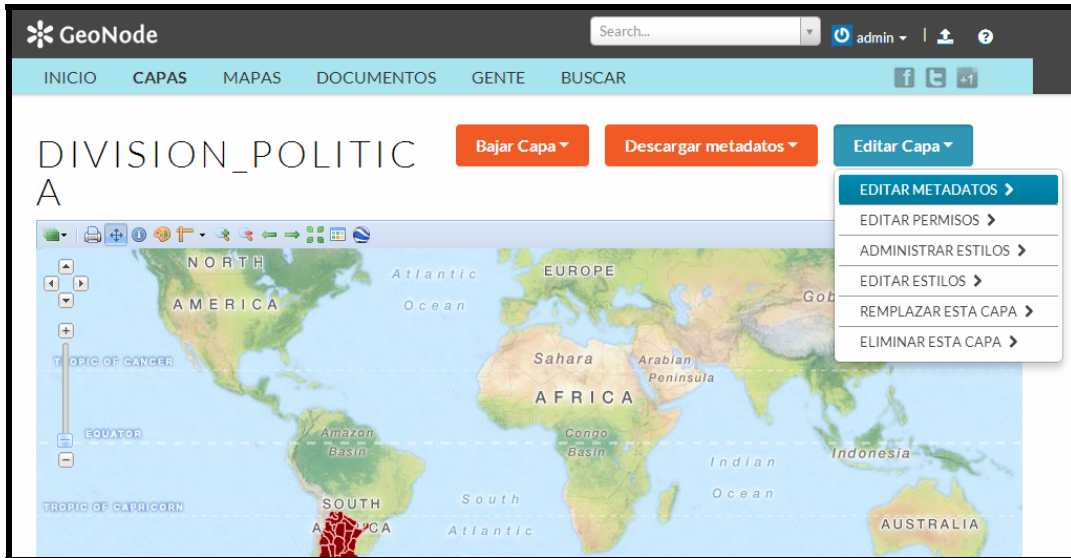 GeoNode
Search...
admin
INICIO CAPAS MAPAS DOCUMENTOS GENTE BUSCAR
f t +1
DIVISION_POLITIC
A
Bajar Capa
Descargar metadatos
Editar Capa
EDITAR METADATOS
EDITAR PERMISOS
ADMINISTRAR ESTILOS
EDITAR ESTILOS
REMPLAZAR ESTA CAPA
ELIMINAR ESTA CAPA
NORTH
AMERICA
Atlantic
Ocean
EUROPE
Gob
TROPIC OF CANCER
Sahara
Arabian
Peninsula
AFRICA
EQUATOR
Amazon
Basin
Congo
Basin
Indian
Ocean
Indonesia
TROPIC OF CAPRICORN
SOUTH
South
Atlantic
AUSTRALIA